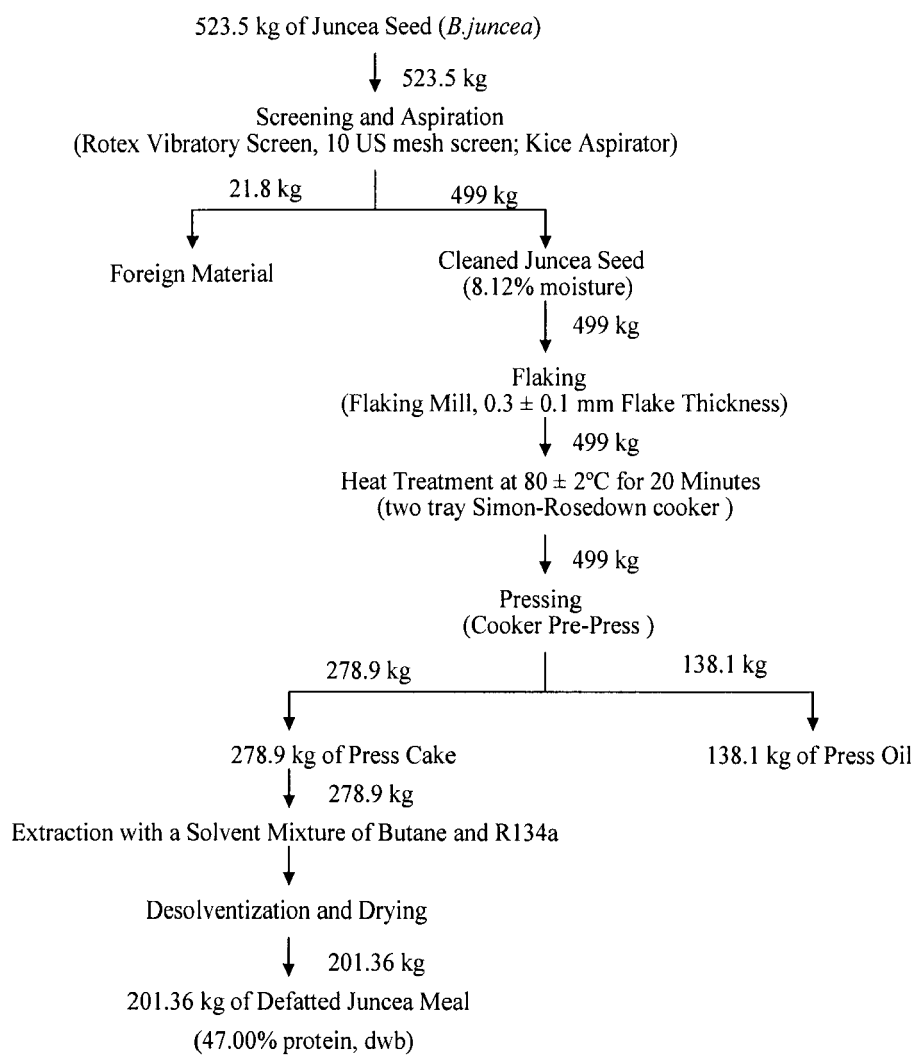 523.5 kg of Juncea Seed (B.juncea)
523.5 kg
Screening and Aspiration
(Rotex Vibratory Screen, 10 US mesh screen; Kice Aspirator)
21.8 kg
499 kg
Foreign Material
Cleaned Juncea Seed
(8.12% moisture)
499 kg
Flaking
(Flaking Mill, 0.3 ± 0.1 mm Flake Thickness)
499 kg
Heat Treatment at 80 ± 2°C for 20 Minutes
(two tray Simon-Rosedown cooker )
499 kg
Pressing
(Cooker Pre-Press )
278.9 kg
138.1 kg
278.9 kg of Press Cake
138.1 kg of Press Oil
278.9 kg
Extraction with a Solvent Mixture of Butane and R134a
Desolventization and Drying
201.36 kg
201.36 kg of Defatted Juncea Meal
(47.00% protein, dwb)